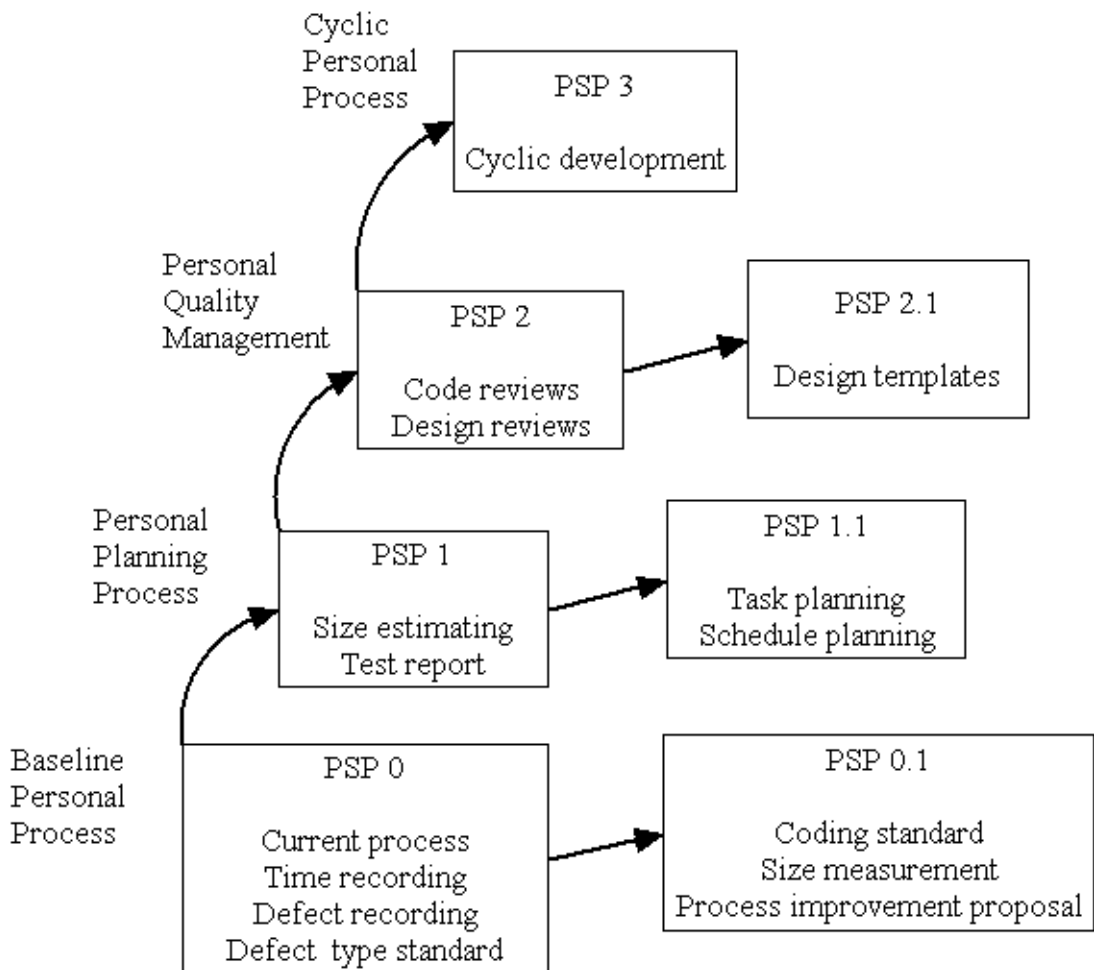 Cyclic
Personal
Process
PSP 3
Cyclic development
Personal
Quality
Management
PSP 2
Code reviews
Design reviews
PSP 2.1
Design templates
Personal
Planning
Process
PSP 1
Size estimating
Test report
PSP 1.1
Task planning
Schedule planning
Baseline
Personal
Process
PSP 0
Current process
Time recording
Defect recording
Defect type standard
PSP 0.1
Coding standard
Size measurement
Process improvement proposal